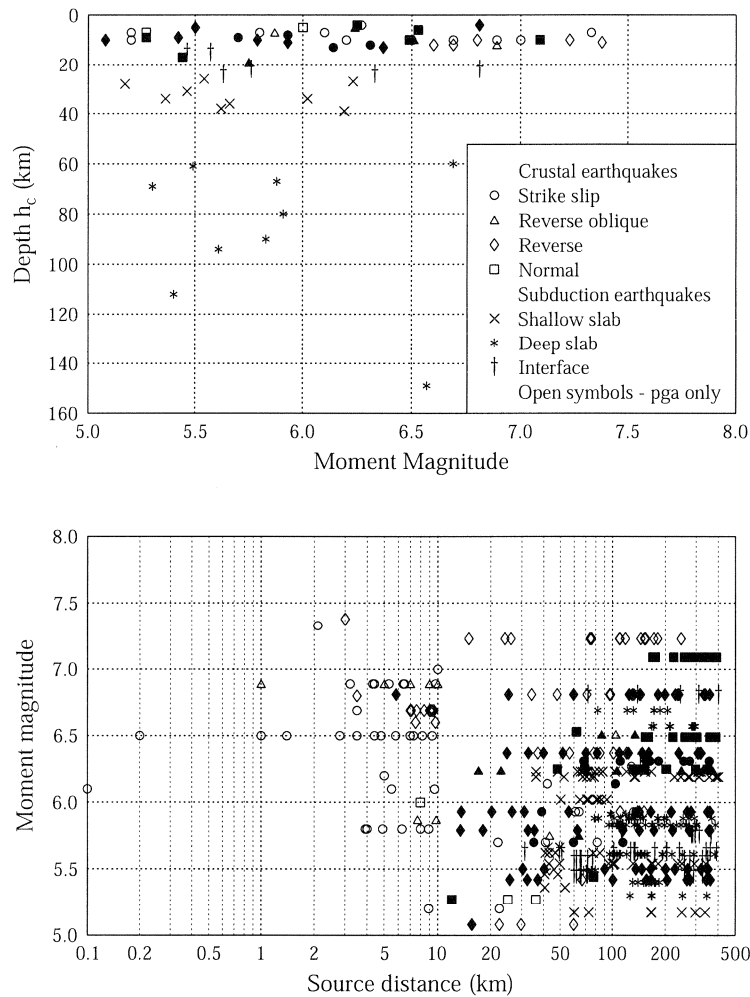 0
20
40
60
80
100
120
140
160
Depth hc (km)
5.0 5.5 6.0 6.5 7.0 7.5 8.0
Moment Magnitude
Crustal earthquakes
Strike slip
Reverse oblique
Reverse
Normal
Subduction earthquakes
Shallow slab
Deep slab
Interface
Open symbols - pga only
8.0
7.5
7.0
6.5
6.0
5.5
5.0
Moment magnitude
0.1 0.2 0.5 1 2 5 10 20 50 100 200 500
Source distance (km)